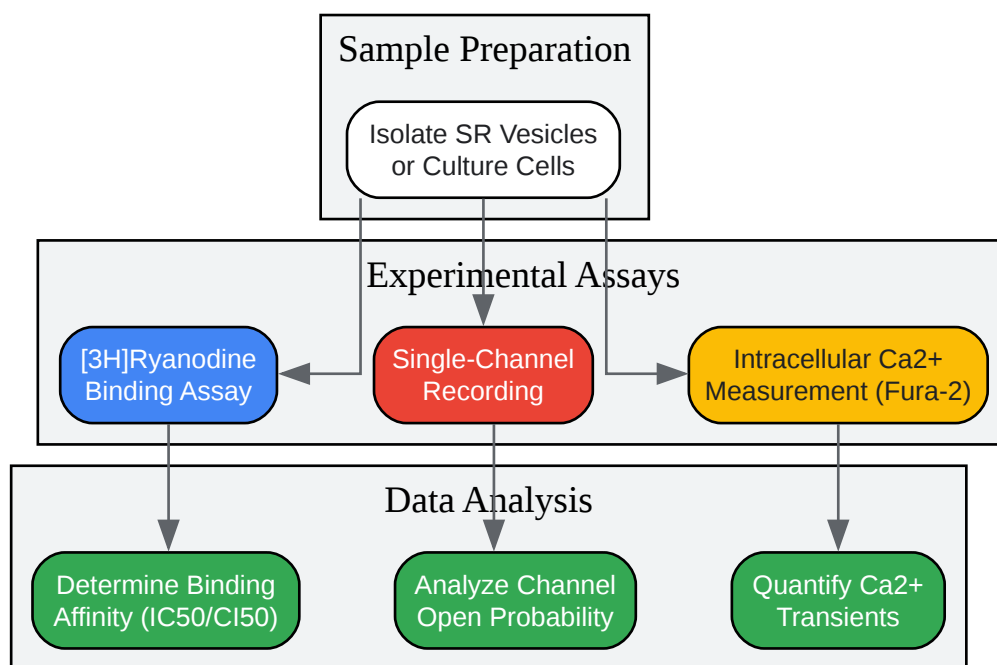 Sample Preparation
Isolate SR Vesicles
or Culture Cells
Experimental Assays
[3H]Ryanodine
Binding Assay
Single-Channel
Recording
Intracellular Ca2+
Measurement (Fura-2)
Data Analysis
Determine Binding
Affinity (IC50/CI50)
Analyze Channel
Open Probability
Quantify Ca2+
Transients